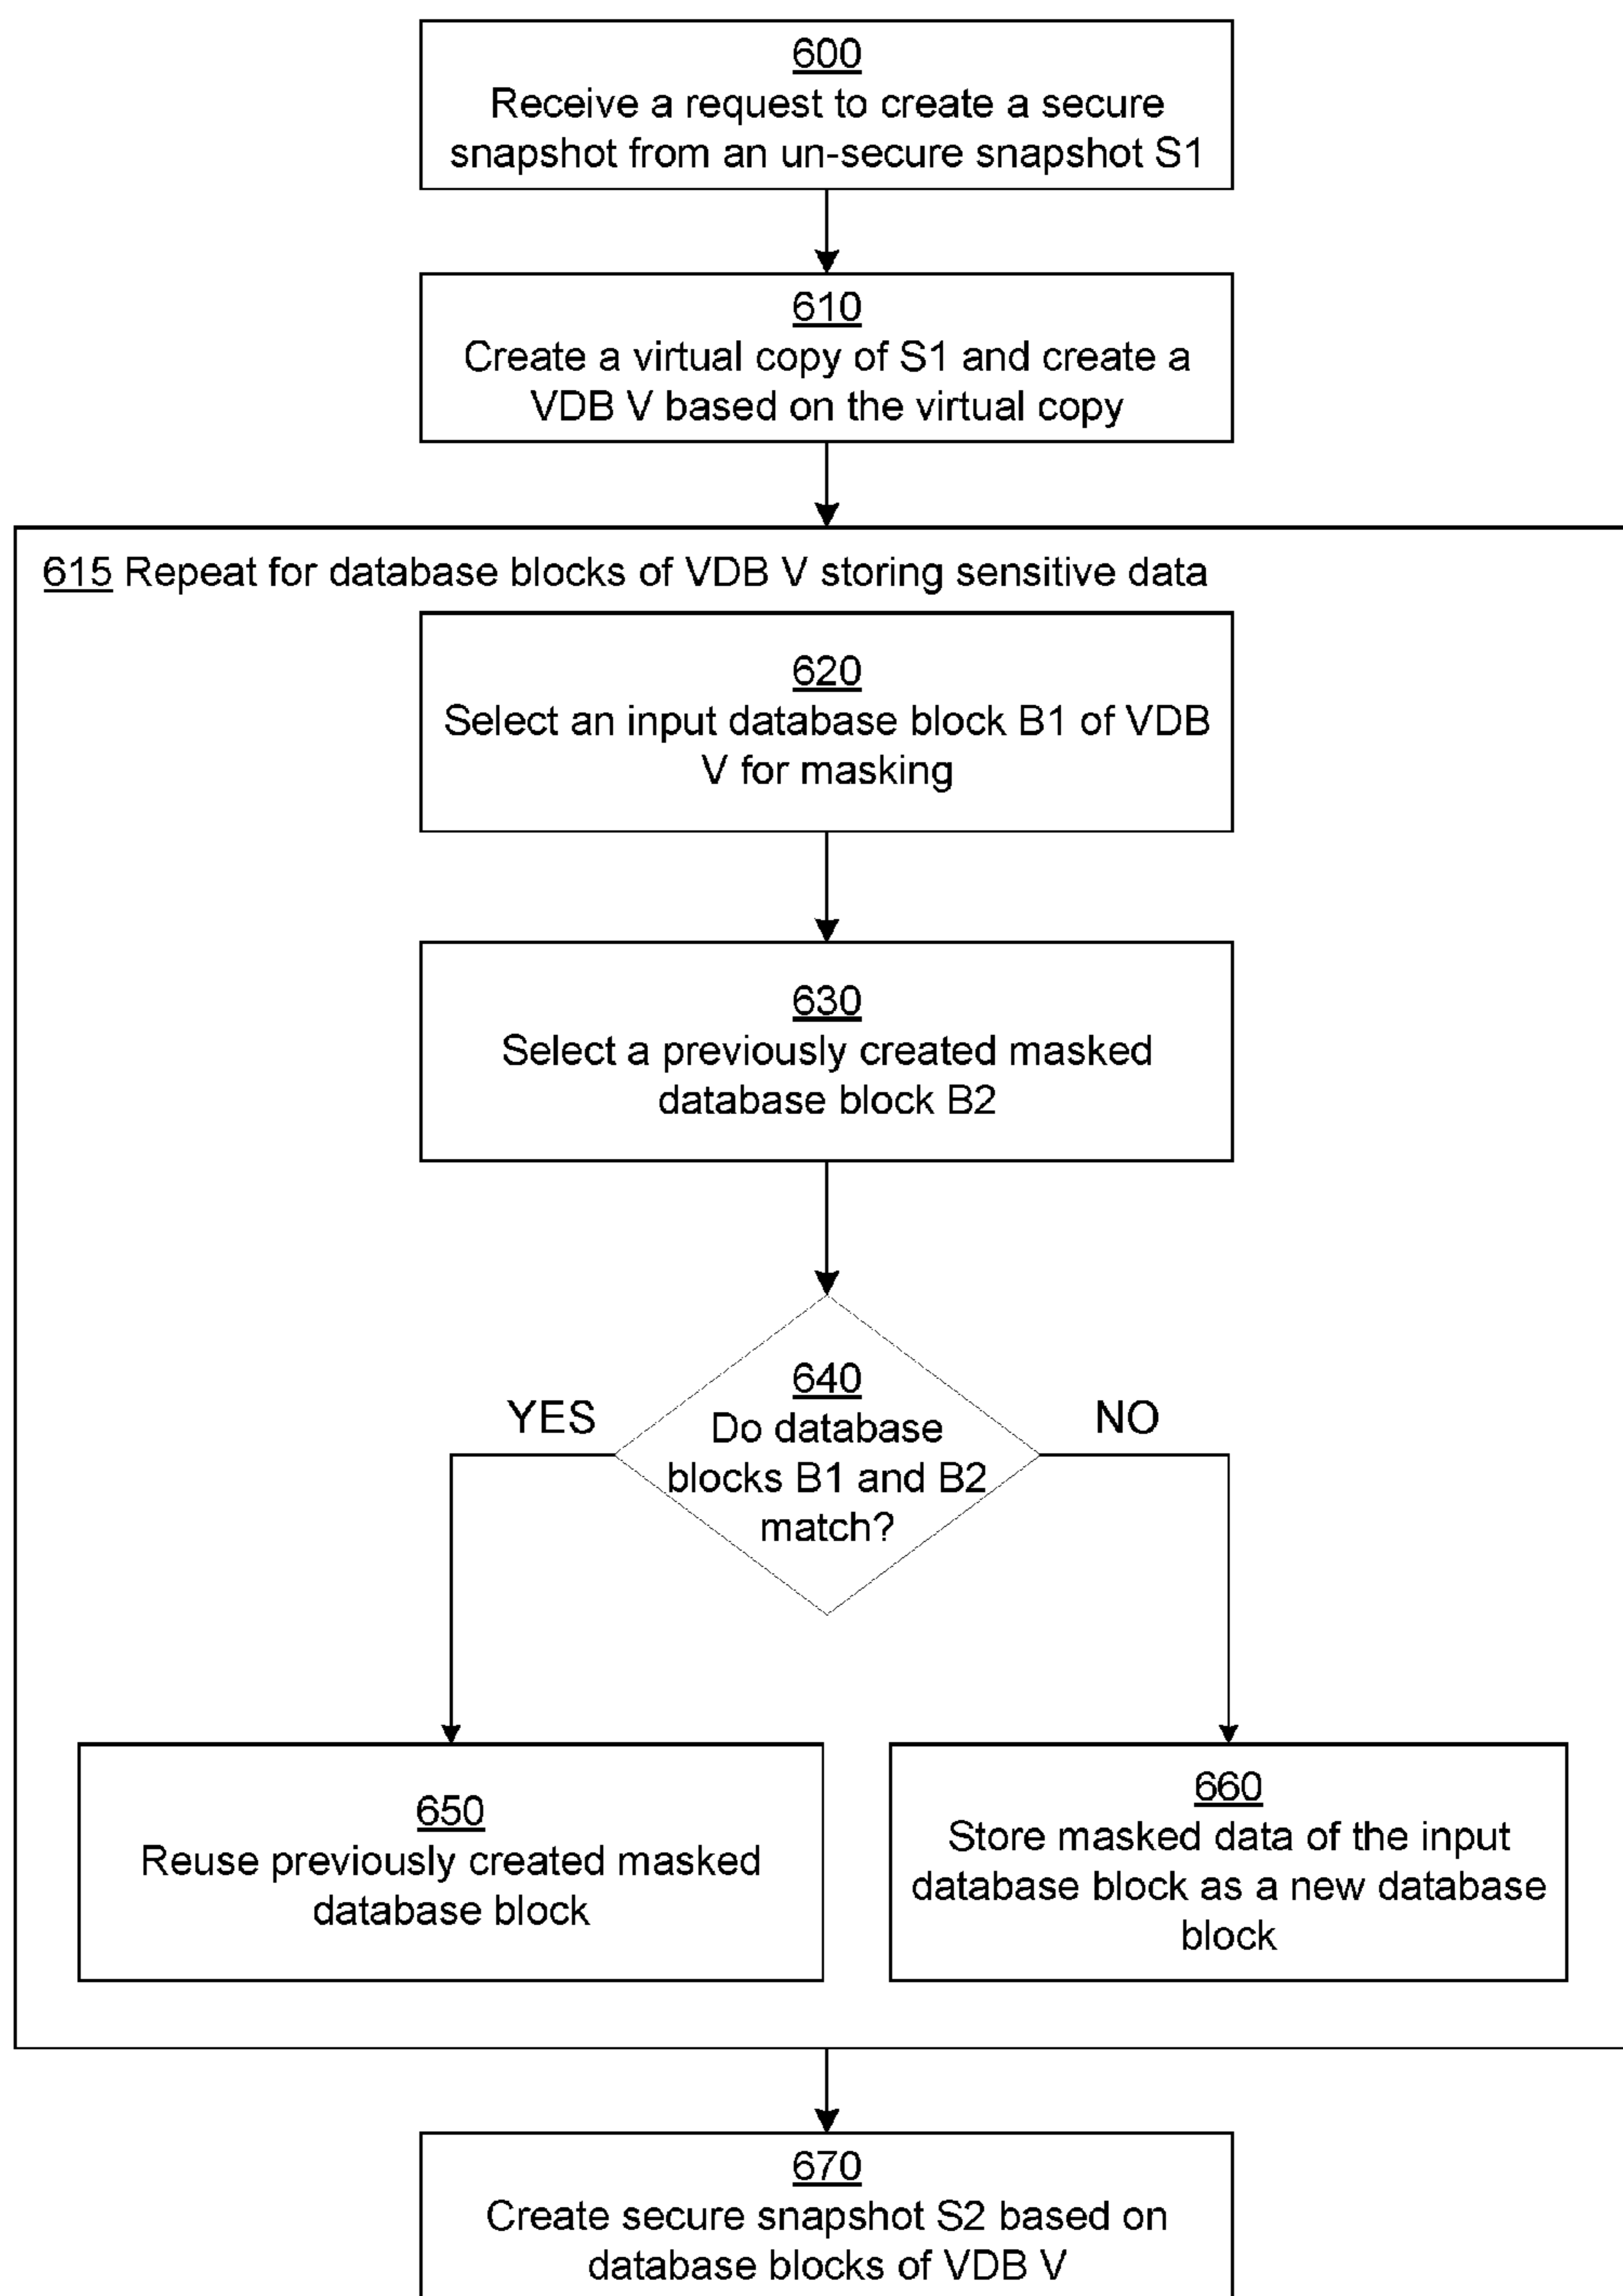 600
Receive a request to create a secure
snapshot from an un-secure snapshot S1
610
Create a virtual copy of S1 and create a
VDB V based on the virtual copy
615 Repeat for database blocks of VDB V storing sensitive data
620
Select an input database block B1 of VDB
V for masking
630
Select a previously created masked
database block B2
640
Do database
blocks B1 and B2
match?
YES
NO
650
Reuse previously created masked
database block
660
Store masked data of the input
database block as a new database
block
670
Create secure snapshot S2 based on
database blocks of VDB V